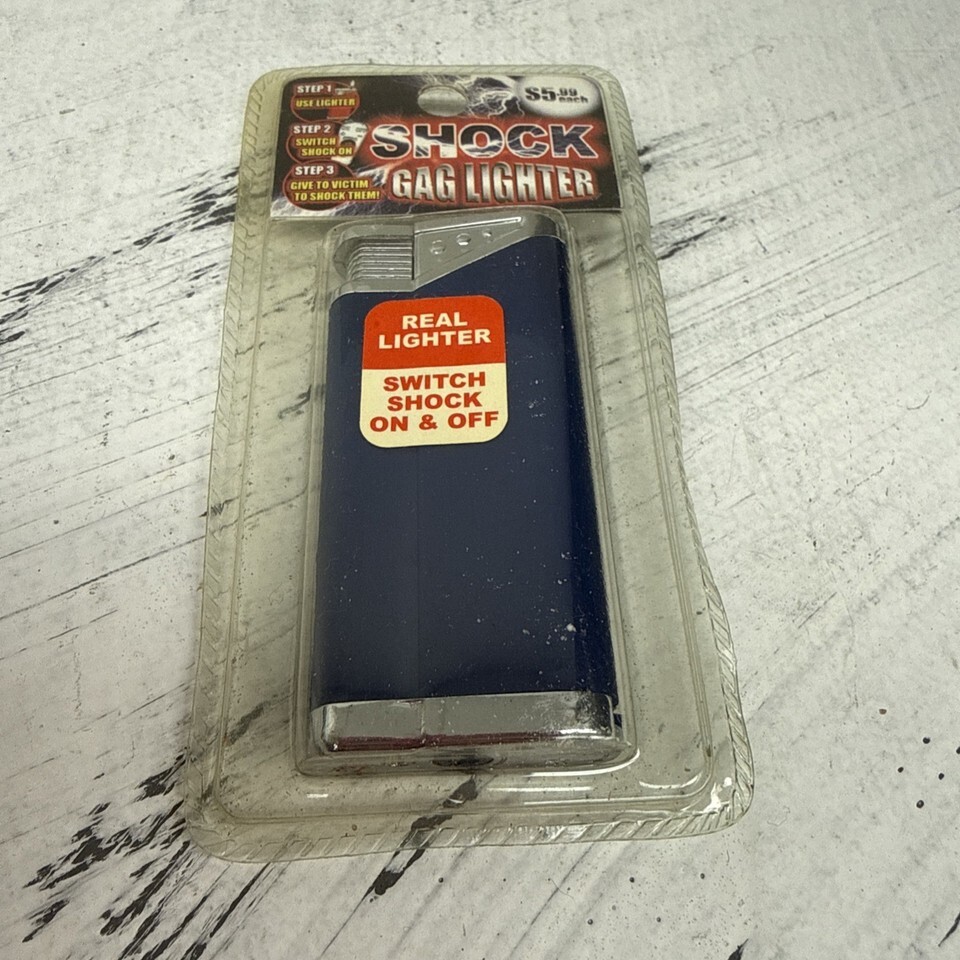 STEP 1
USE LIGHTER
STEP 2
SWITCH
SHOCK ON
STEP 3
GIVE TO VICTIM
TO SHOCK THEM!
$5.99
each
SHOCK
GAG LIGHTER
REAL
LIGHTER
SWITCH
SHOCK
ON & OFF